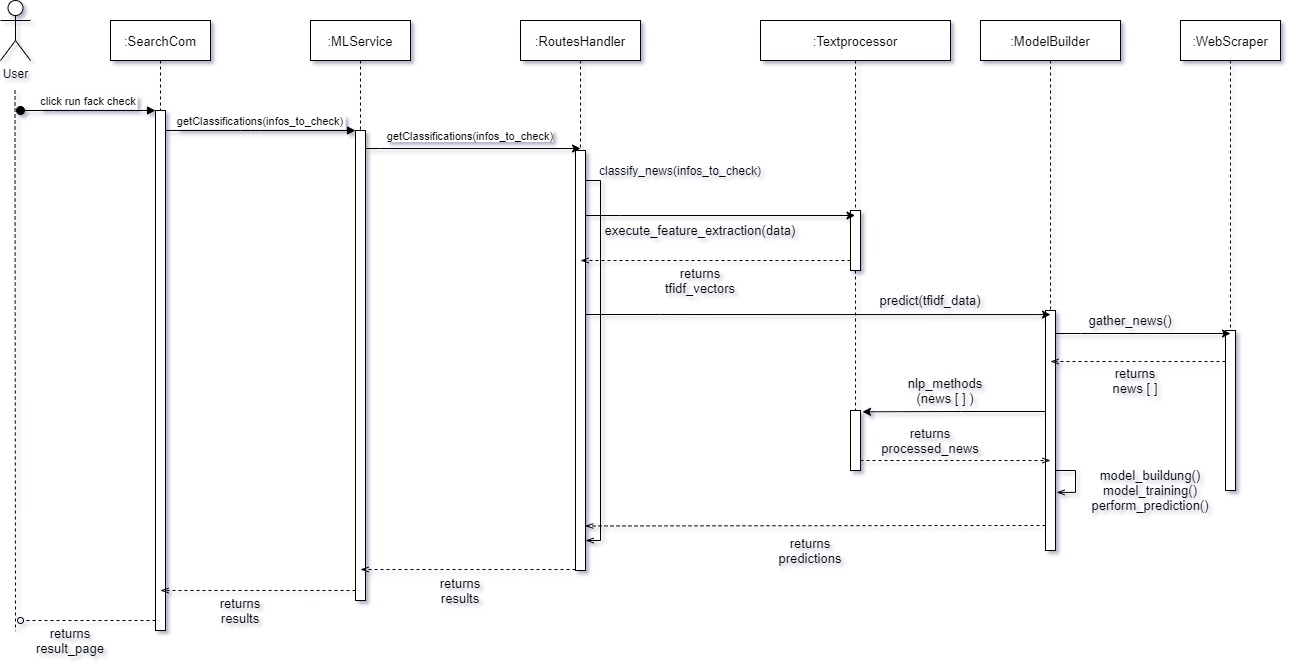 User
:SearchCom
:MLService
:RoutesHandler
:Textprocessor
:ModelBuilder
:WebScraper
click run fack check
getClassifications(infos_to_check)
getClassifications(infos_to_check)
classify_news(infos_to_check)
execute_feature_extraction(data)
returns
tfidf_vectors
predict(tfidf_data)
gather_news()
returns
news [ ]
nlp_methods
(news [ ] )
returns
processed_news
model_buildung()
model_training()
perform_prediction()
returns
predictions
returns
results
returns
results
returns
result_page